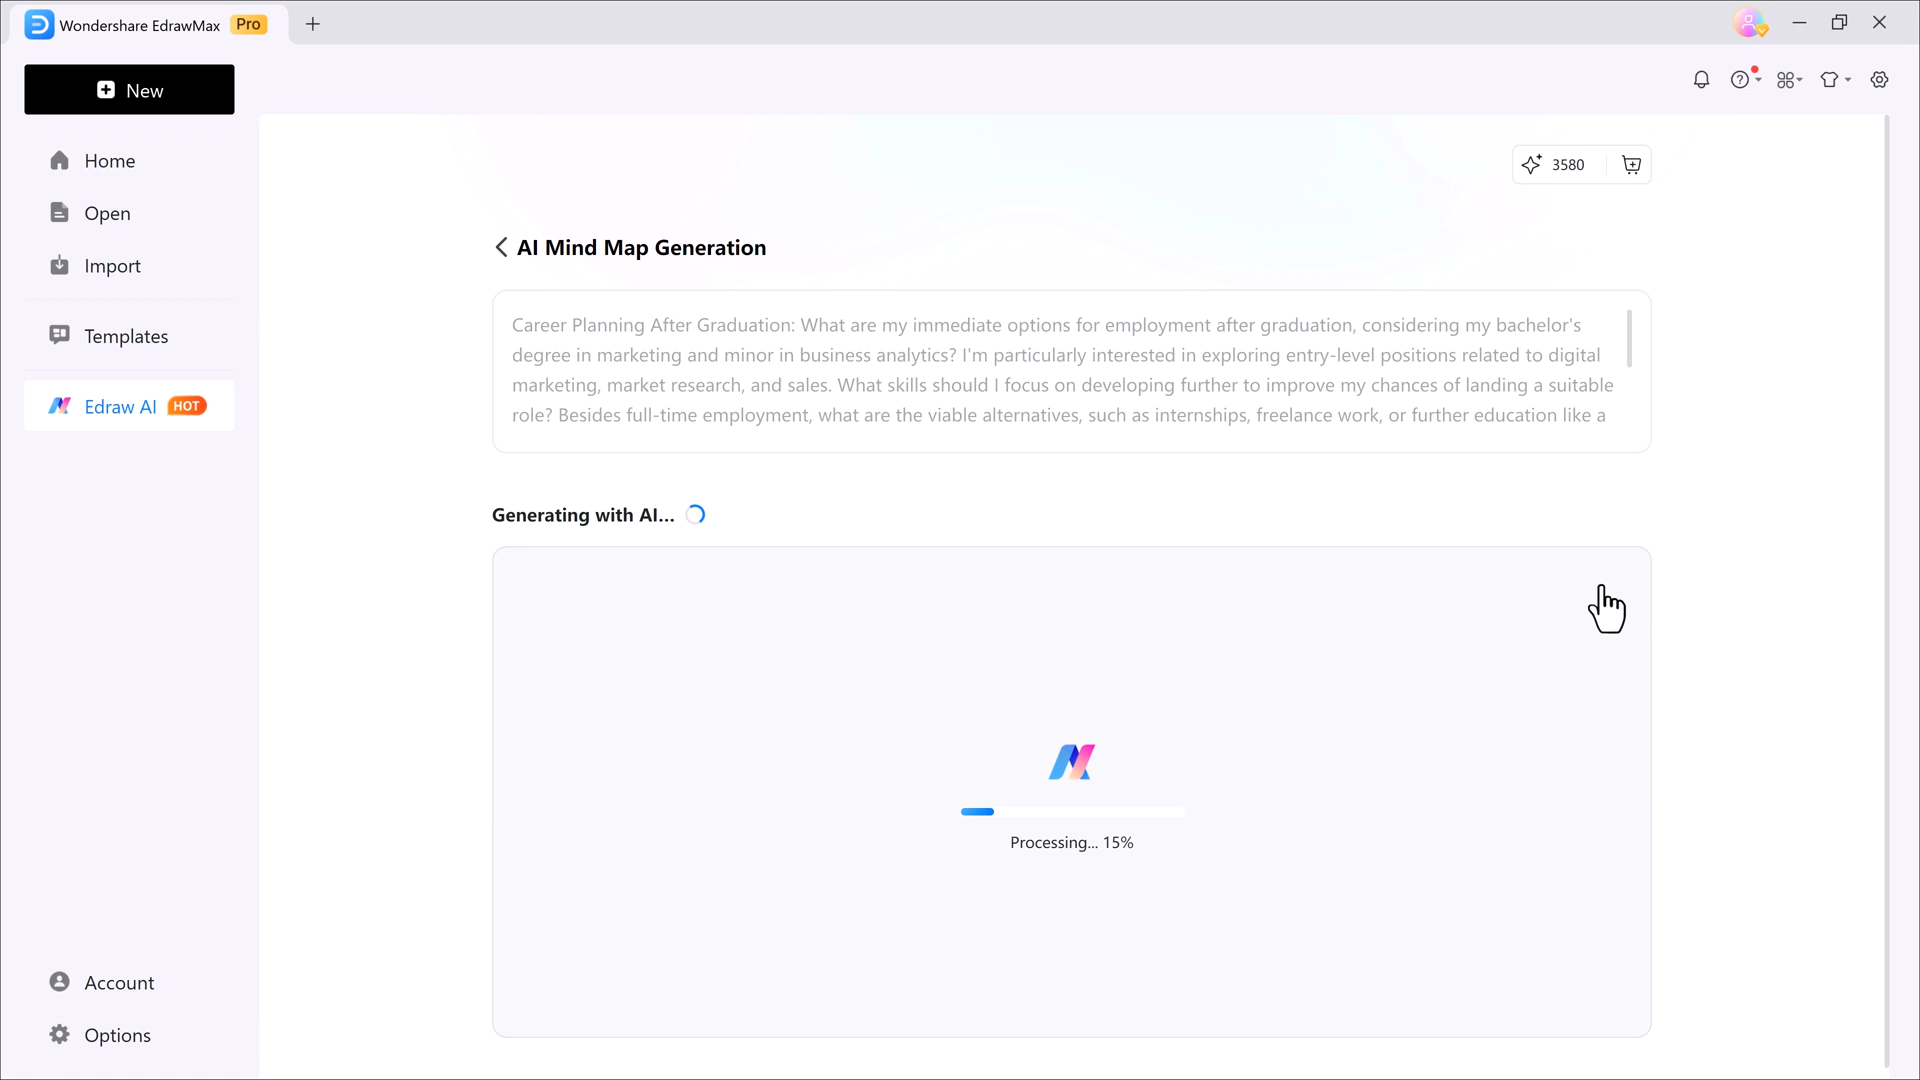 Wondershare EdrawMax Pro
New
Home
Open
Import
Templates
Edraw AI HOT
Account
Options
3580
AI Mind Map Generation
Career Planning After Graduation: What are my immediate options for employment after graduation, considering my bachelor's
degree in marketing and minor in business analytics? I'm particularly interested in exploring entry-level positions related to digital
marketing, market research, and sales. What skills should I focus on developing further to improve my chances of landing a suitable
role? Besides full-time employment, what are the viable alternatives, such as internships, freelance work, or further education like a
Generating with AI...
Processing... 15%